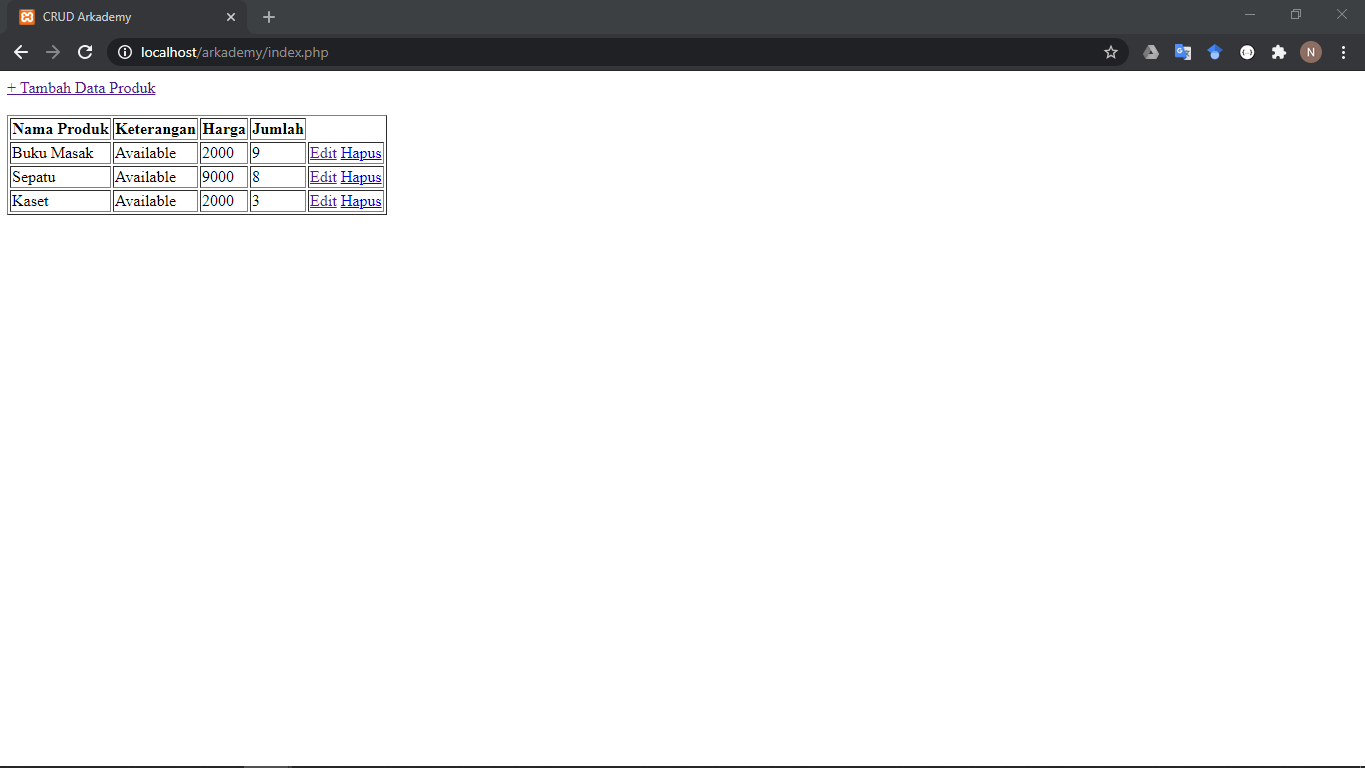 CRUD Arkademy
localhost/arkademy/index.php
N
+ Tambah Data Produk
Nama Produk Keterangan Harga Jumlah
Buku Masak Available 2000 9 Edit Hapus
Sepatu Available 9000 8 Edit Hapus
Kaset Available 2000 3 Edit Hapus